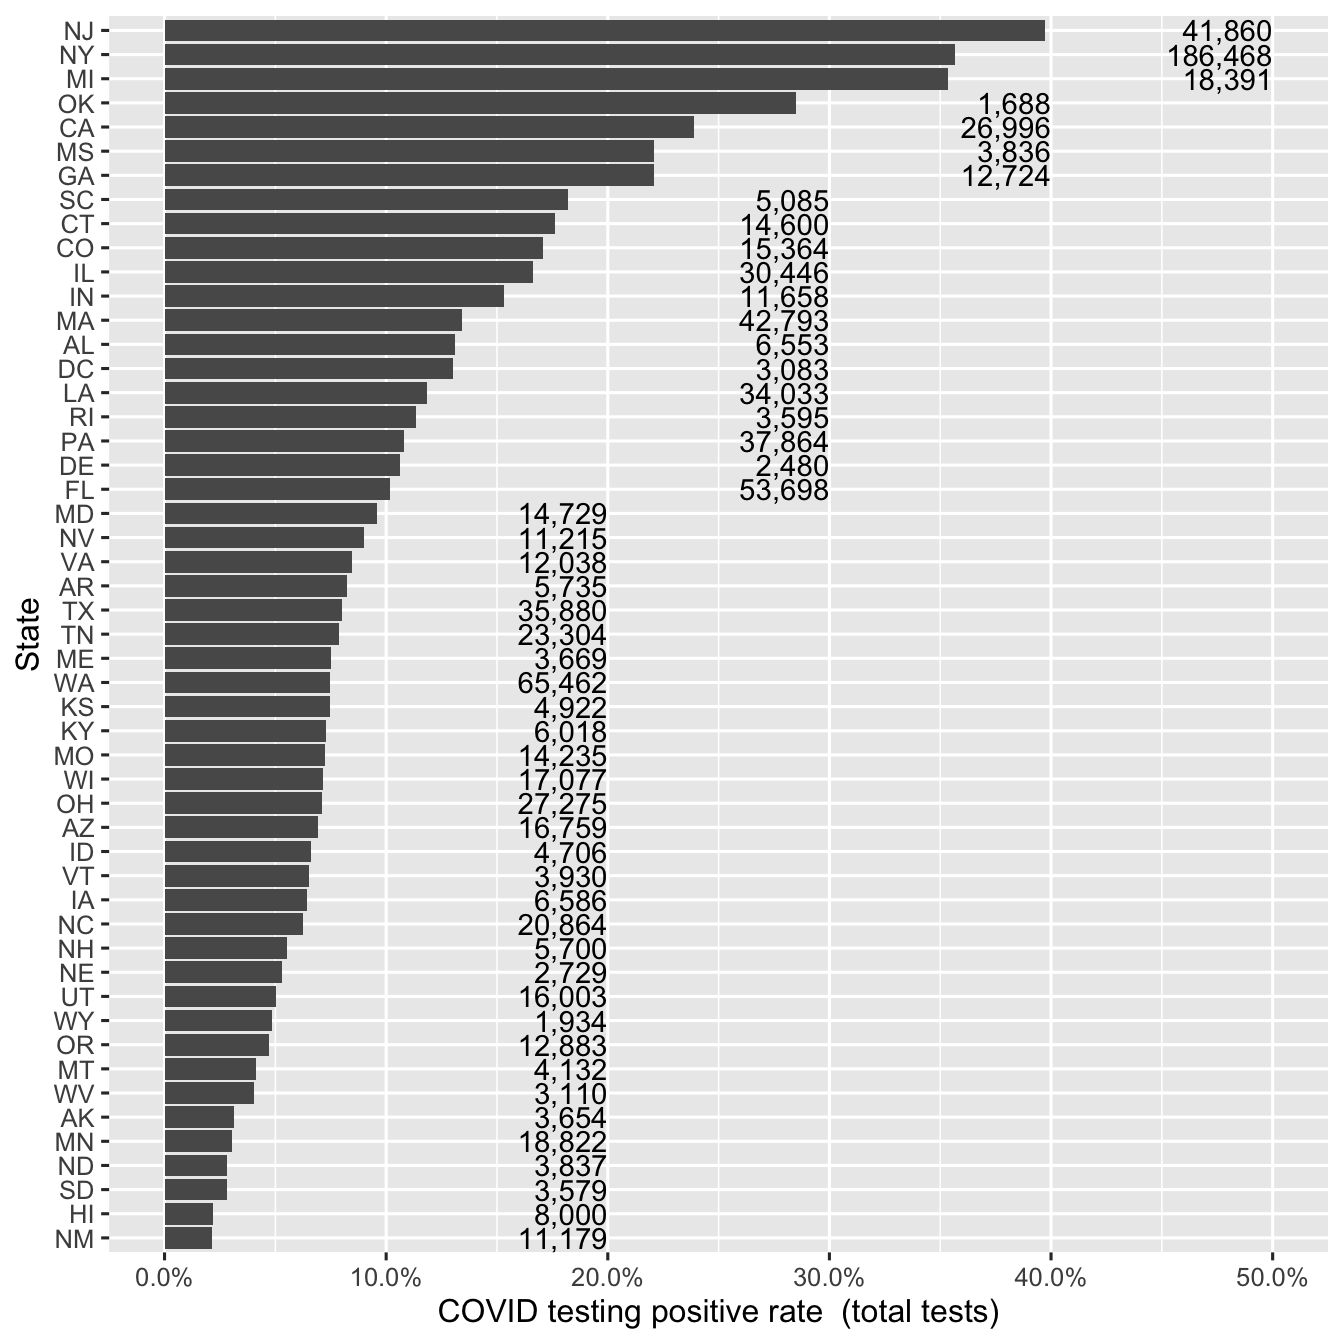 NJ 41,860
NY 186,468
MI 18,391
OK 1,688
CA 26,996
MS 3,836
GA 12,724
SC 5,085
CT 14,600
CO 15,364
IL 30,446
IN 11,658
MA 42,793
AL 6,553
DC 3,083
LA 34,033
RI 3,595
PA 37,864
DE 2,480
FL 53,698
MD 14,729
NV 11,215
VA 12,038
AR 5,735
TX 35,880
TN 23,304
ME 3,669
WA 65,462
KS 4,922
KY 6,018
MO 14,235
WI 17,077
OH 27,275
AZ 16,759
ID 4,706
VT 3,930
IA 6,586
NC 20,864
NH 5,700
NE 2,729
UT 16,003
WY 1,934
OR 12,883
MT 4,132
WV 3,110
AK 3,654
MN 18,822
ND 3,837
SD 3,579
HI 8,000
NM 11,179
State
0.0% 10.0% 20.0% 30.0% 40.0% 50.0%
COVID testing positive rate  (total tests)